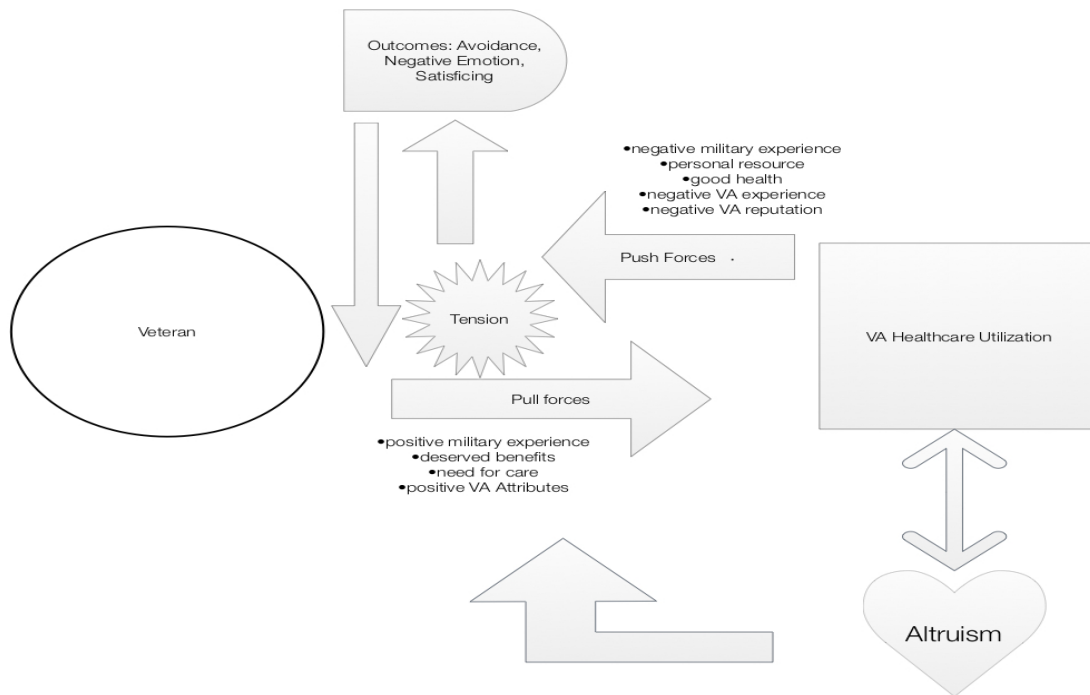 Outcomes: Avoidance,
Negative Emotion,
Satisficing
•negative military experience
•personal resource
•good health
•negative VA experience
•negative VA reputation
Push Forces .
Veteran
Tension
VA Healthcare Utilization
Pull forces
•positive military experience
•deserved benefits
•need for care
•positive VA Attributes
Altruism